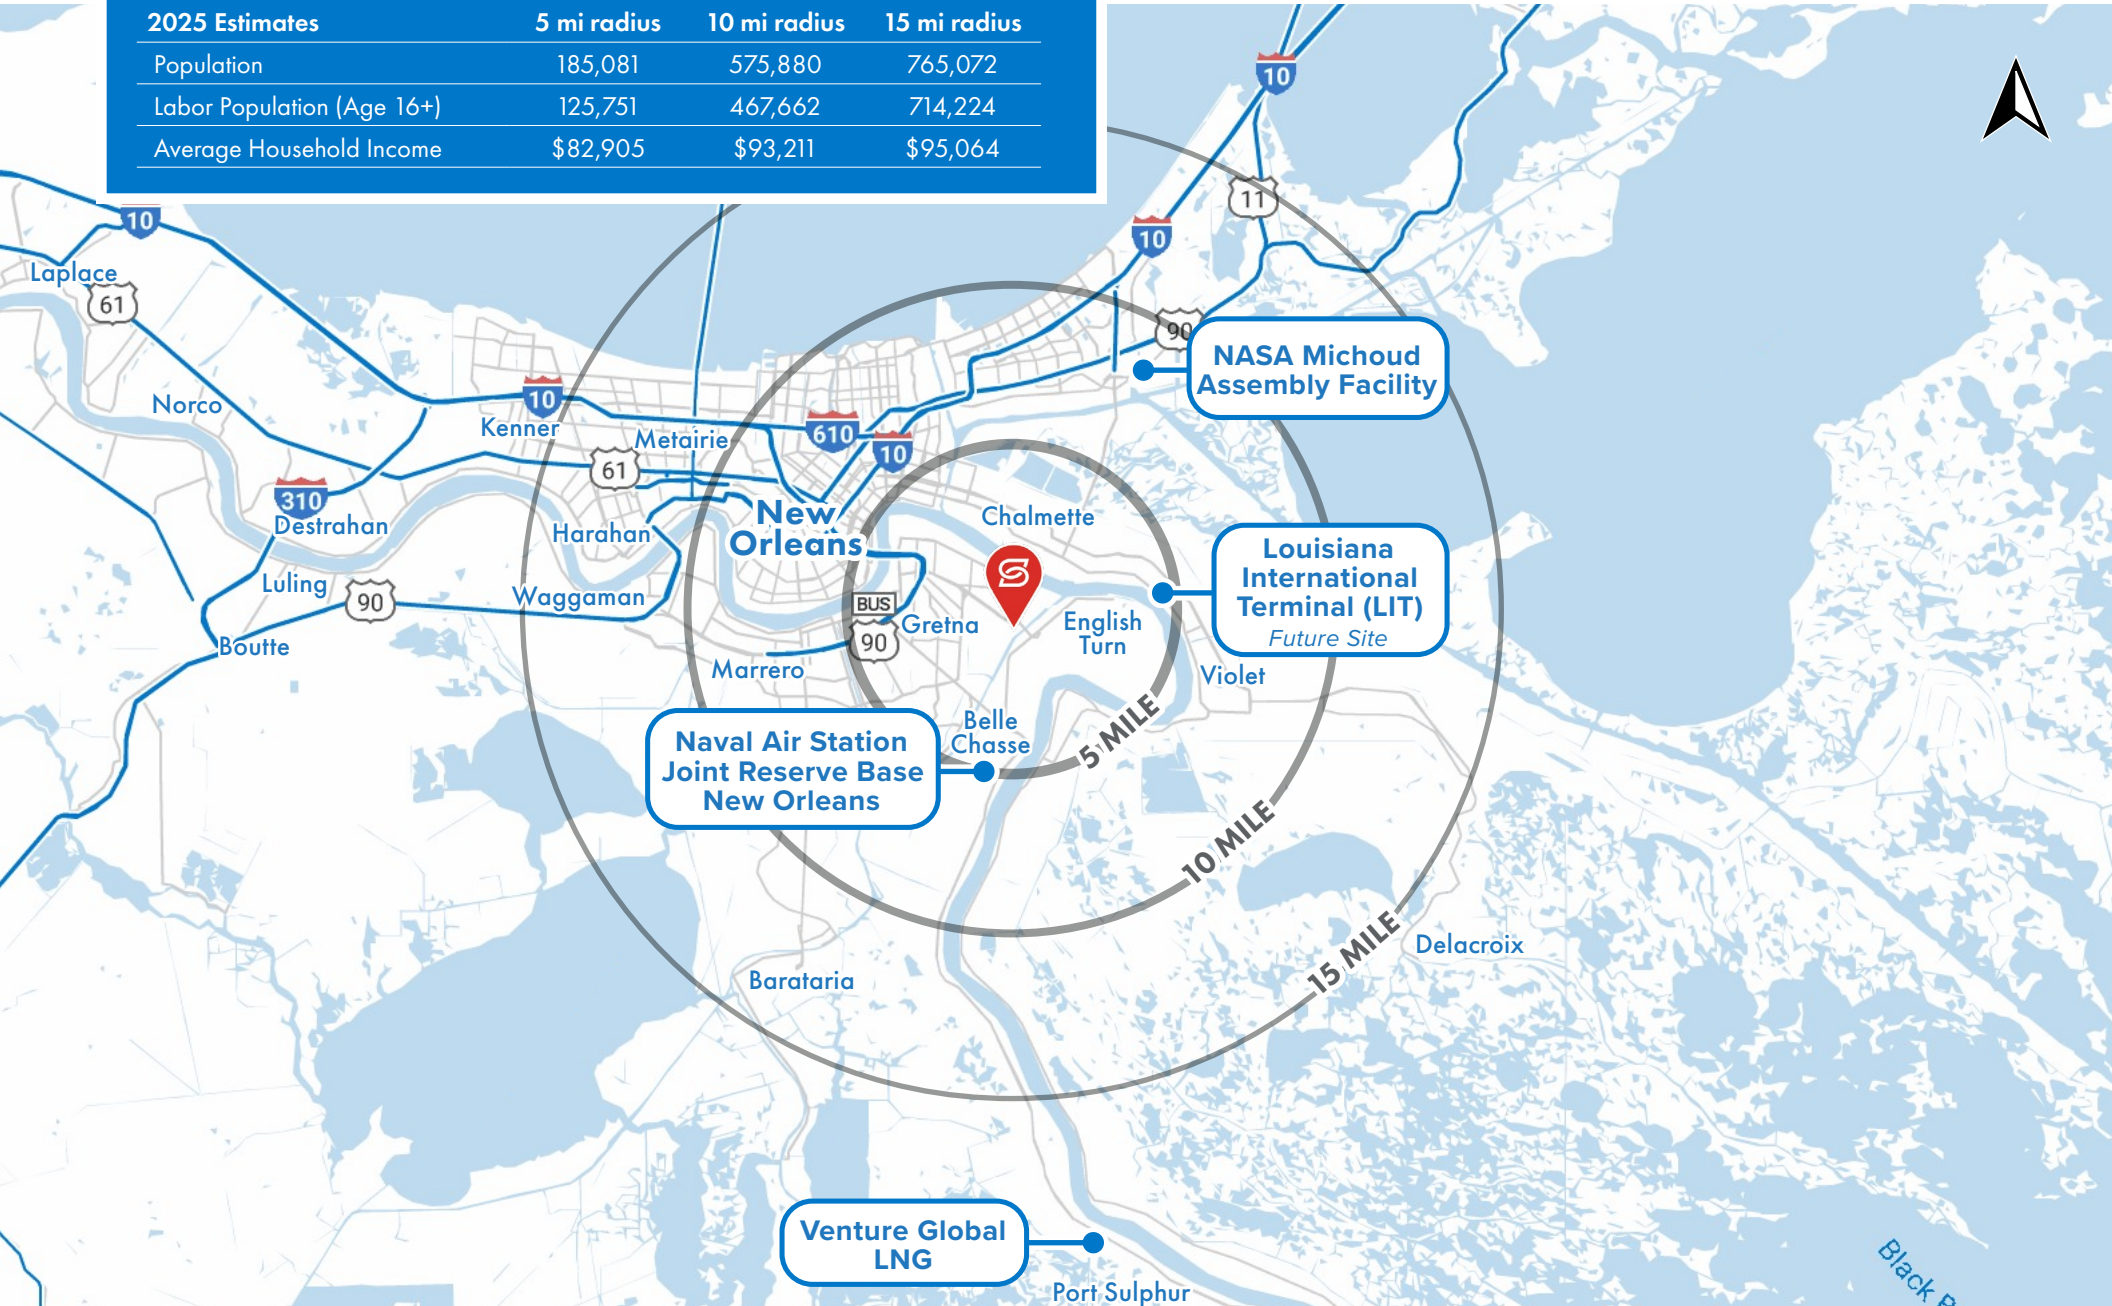 2025 Estimates 5 mi radius 10 mi radius 15 mi radius
Population 185,081 575,880 765,072
Labor Population (Age 16+) 125,751 467,662 714,224
Average Household Income $82,905 $93,211 $95,064
10
11
10
10
Laplace
61
90
NASA Michoud
Assembly Facility
Norco
10
Kenner
Metairie
610
10
61
310
Destrahan
Harahan
New
Orleans
Chalmette
Louisiana
International
Terminal (LIT)
Future Site
Luling
90
Waggaman
BUS
90
Gretna
English
Turn
Boutte
Marrero
Violet
Naval Air Station
Joint Reserve Base
New Orleans
Belle
Chasse
5 MILE
10 MILE
15 MILE
Delacroix
Barataria
Venture Global
LNG
Port Sulphur
Black